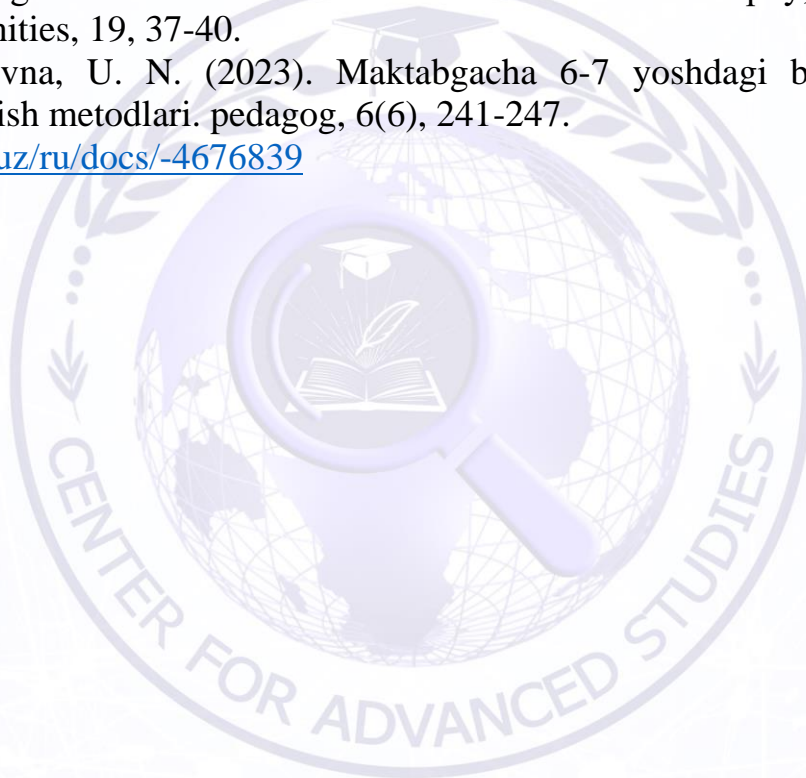 nities, 19, 37-40.
vna, U. N. (2023). Maktabgacha 6-7 yoshdagi b
ish metodlari. pedagog, 6(6), 241-247.
uz/ru/docs/-4676839
CENTER FOR ADVANCED STUDIES